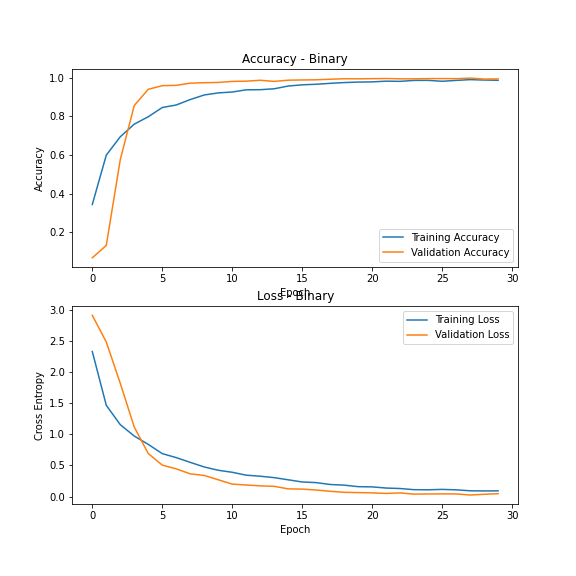 Accuracy - Binary
1.0
0.8
0.6
0.4
0.2
Accuracy
Training Accuracy
Validation Accuracy
0 5 10 15 20 25 30
Epoch
Loss - Binary
3.0
2.5
2.0
1.5
1.0
0.5
0.0
Cross Entropy
Training Loss
Validation Loss
0 5 10 15 20 25 30
Epoch